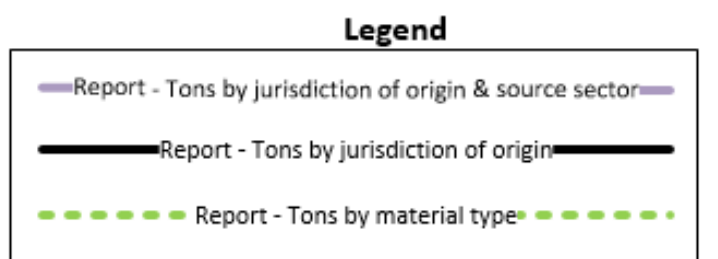 Legend
Report - Tons by jurisdiction of origin & source sector
Report - Tons by jurisdiction of origin
Report - Tons by material type